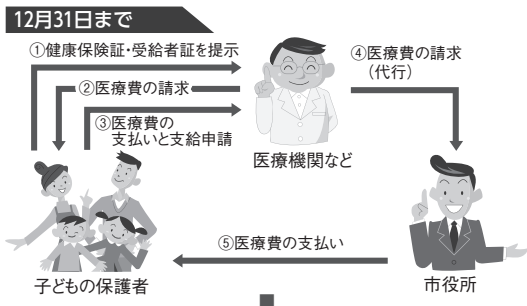 12月31日まで
①健康保険証・受給者証を提示
②医療費の請求
③医療費の
支払いと支給申請
④医療費の請求
（代行）
医療機関など
⑤医療費の支払い
子どもの保護者
市役所